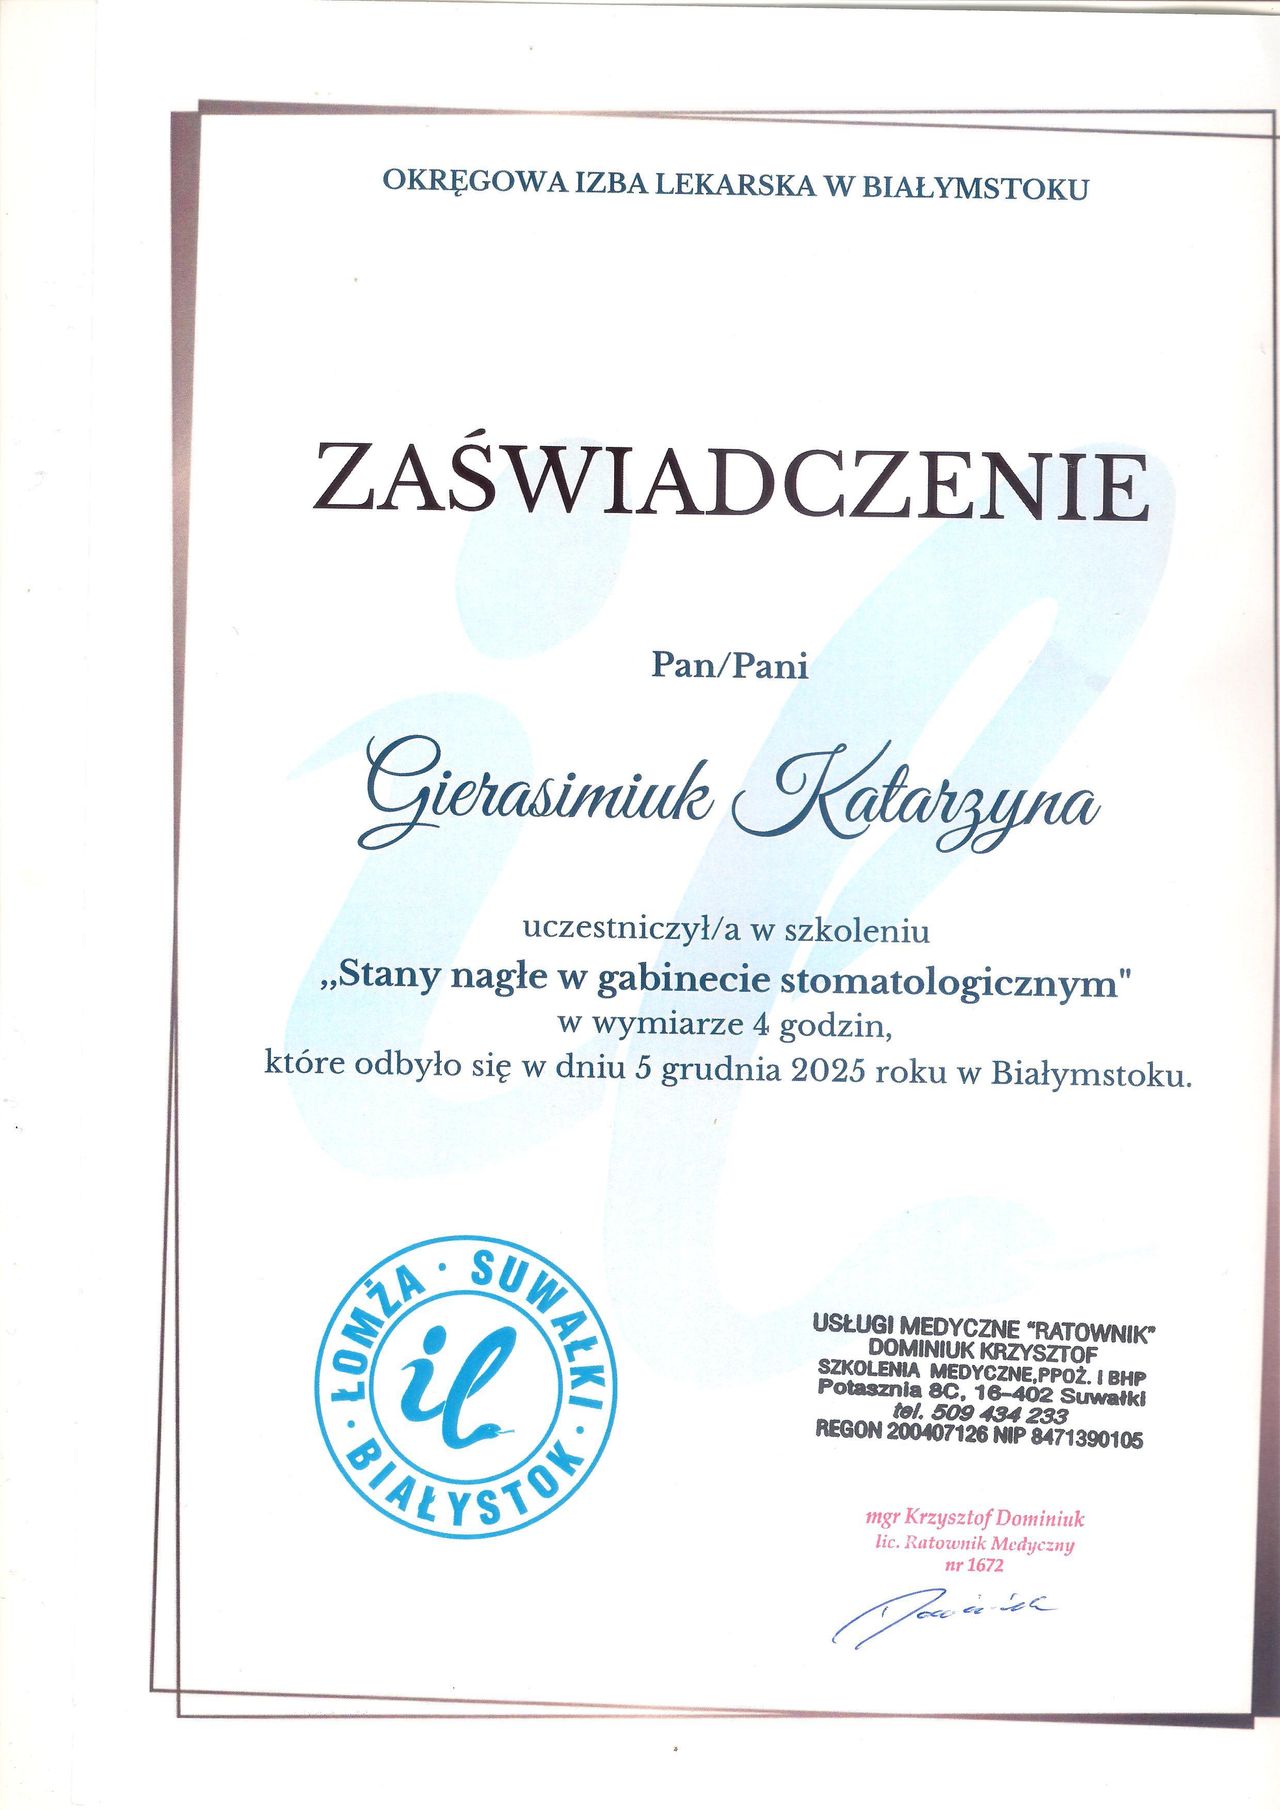 OKRĘGOWA IZBA LEKARSKA W BIAŁYMSTOKU
ZAŚWIADCZENIE
Pan/Pani
Gierasimiuk Katarzyna
uczestniczył/a w szkoleniu
„Stany nagłe w gabinecie stomatologicznym"
w wymiarze 4 godzin,
które odbyło się w dniu 5 grudnia 2025 roku w Białymstoku.
ŁOMŻA · SUWAŁKI · BIAŁYSTOK ·
il
USŁUGI MEDYCZNE "RATOWNIK"
DOMINIUK KRZYSZTOF
SZKOLENIA MEDYCZNE,PPOŻ. I BHP
Potasznia 8C, 16-402 Suwałki
tel. 509 434 233
REGON 200407126 NIP 8471390105
mgr Krzysztof Dominiuk
lic. Ratownik Medyczny
nr 1672
Dominiuk